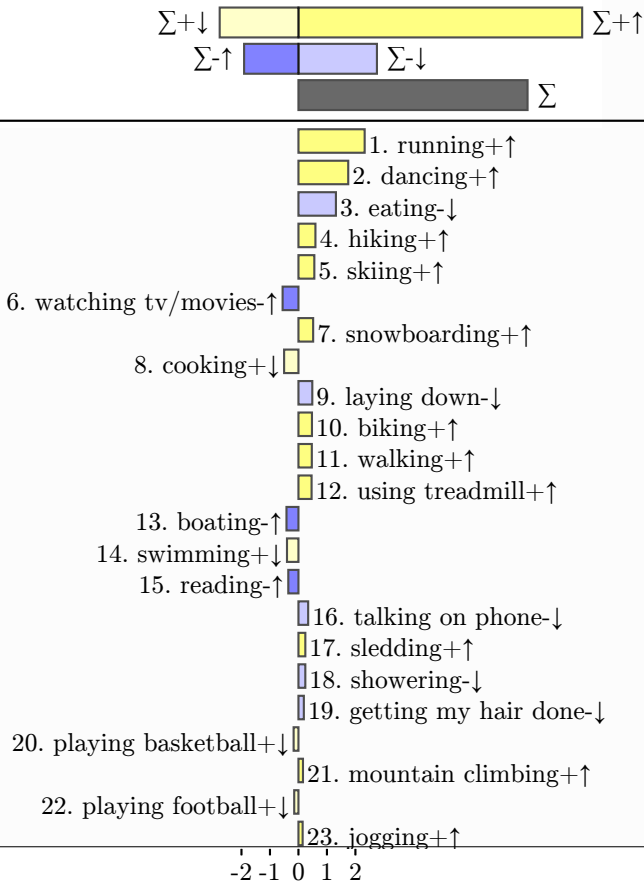 ∑+↓ ∑+↑
∑-↑ ∑-↓
∑
1. running+↑
2. dancing+↑
3. eating-↓
4. hiking+↑
5. skiing+↑
6. watching tv/movies-↑
7. snowboarding+↑
8. cooking+↓
9. laying down-↓
10. biking+↑
11. walking+↑
12. using treadmill+↑
13. boating-↑
14. swimming+↓
15. reading-↑
16. talking on phone-↓
17. sledding+↑
18. showering-↓
19. getting my hair done-↓
20. playing basketball+↓
21. mountain climbing+↑
22. playing football+↓
23. jogging+↑
-2 -1 0 1 2